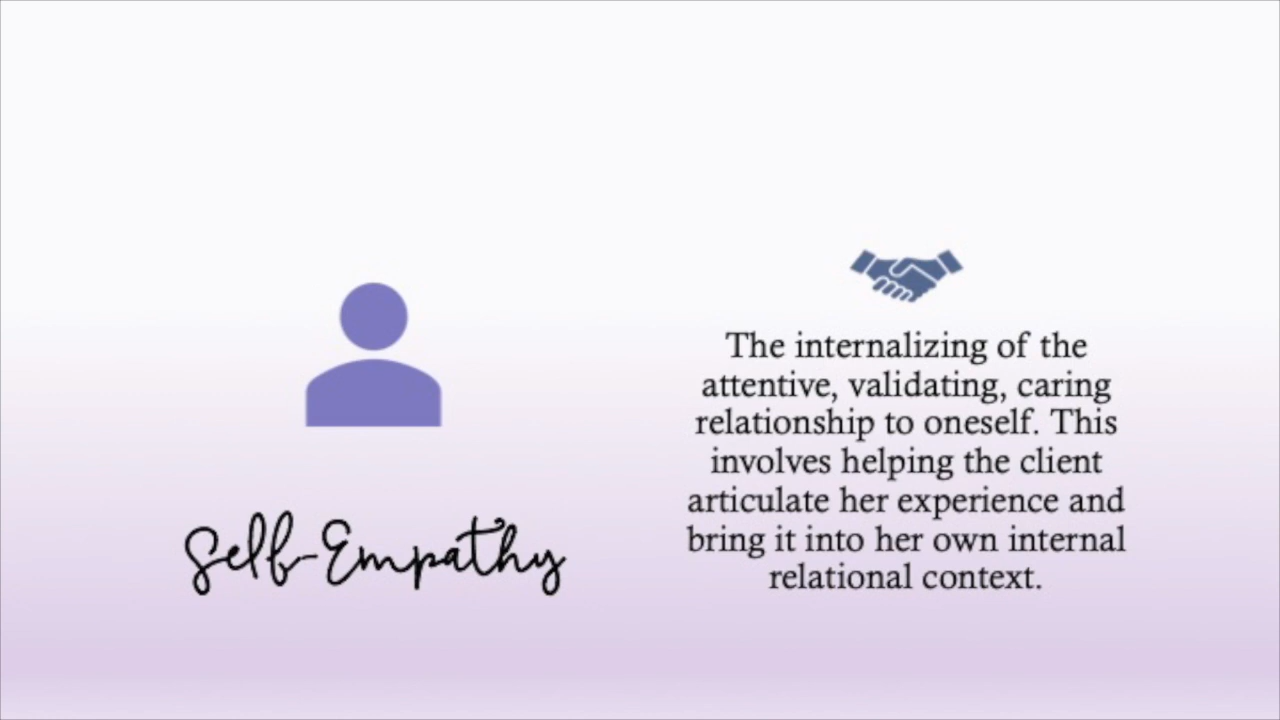 Self-Empathy
The internalizing of the
attentive, validating, caring
relationship to oneself. This
involves helping the client
articulate her experience and
bring it into her own internal
relational context.